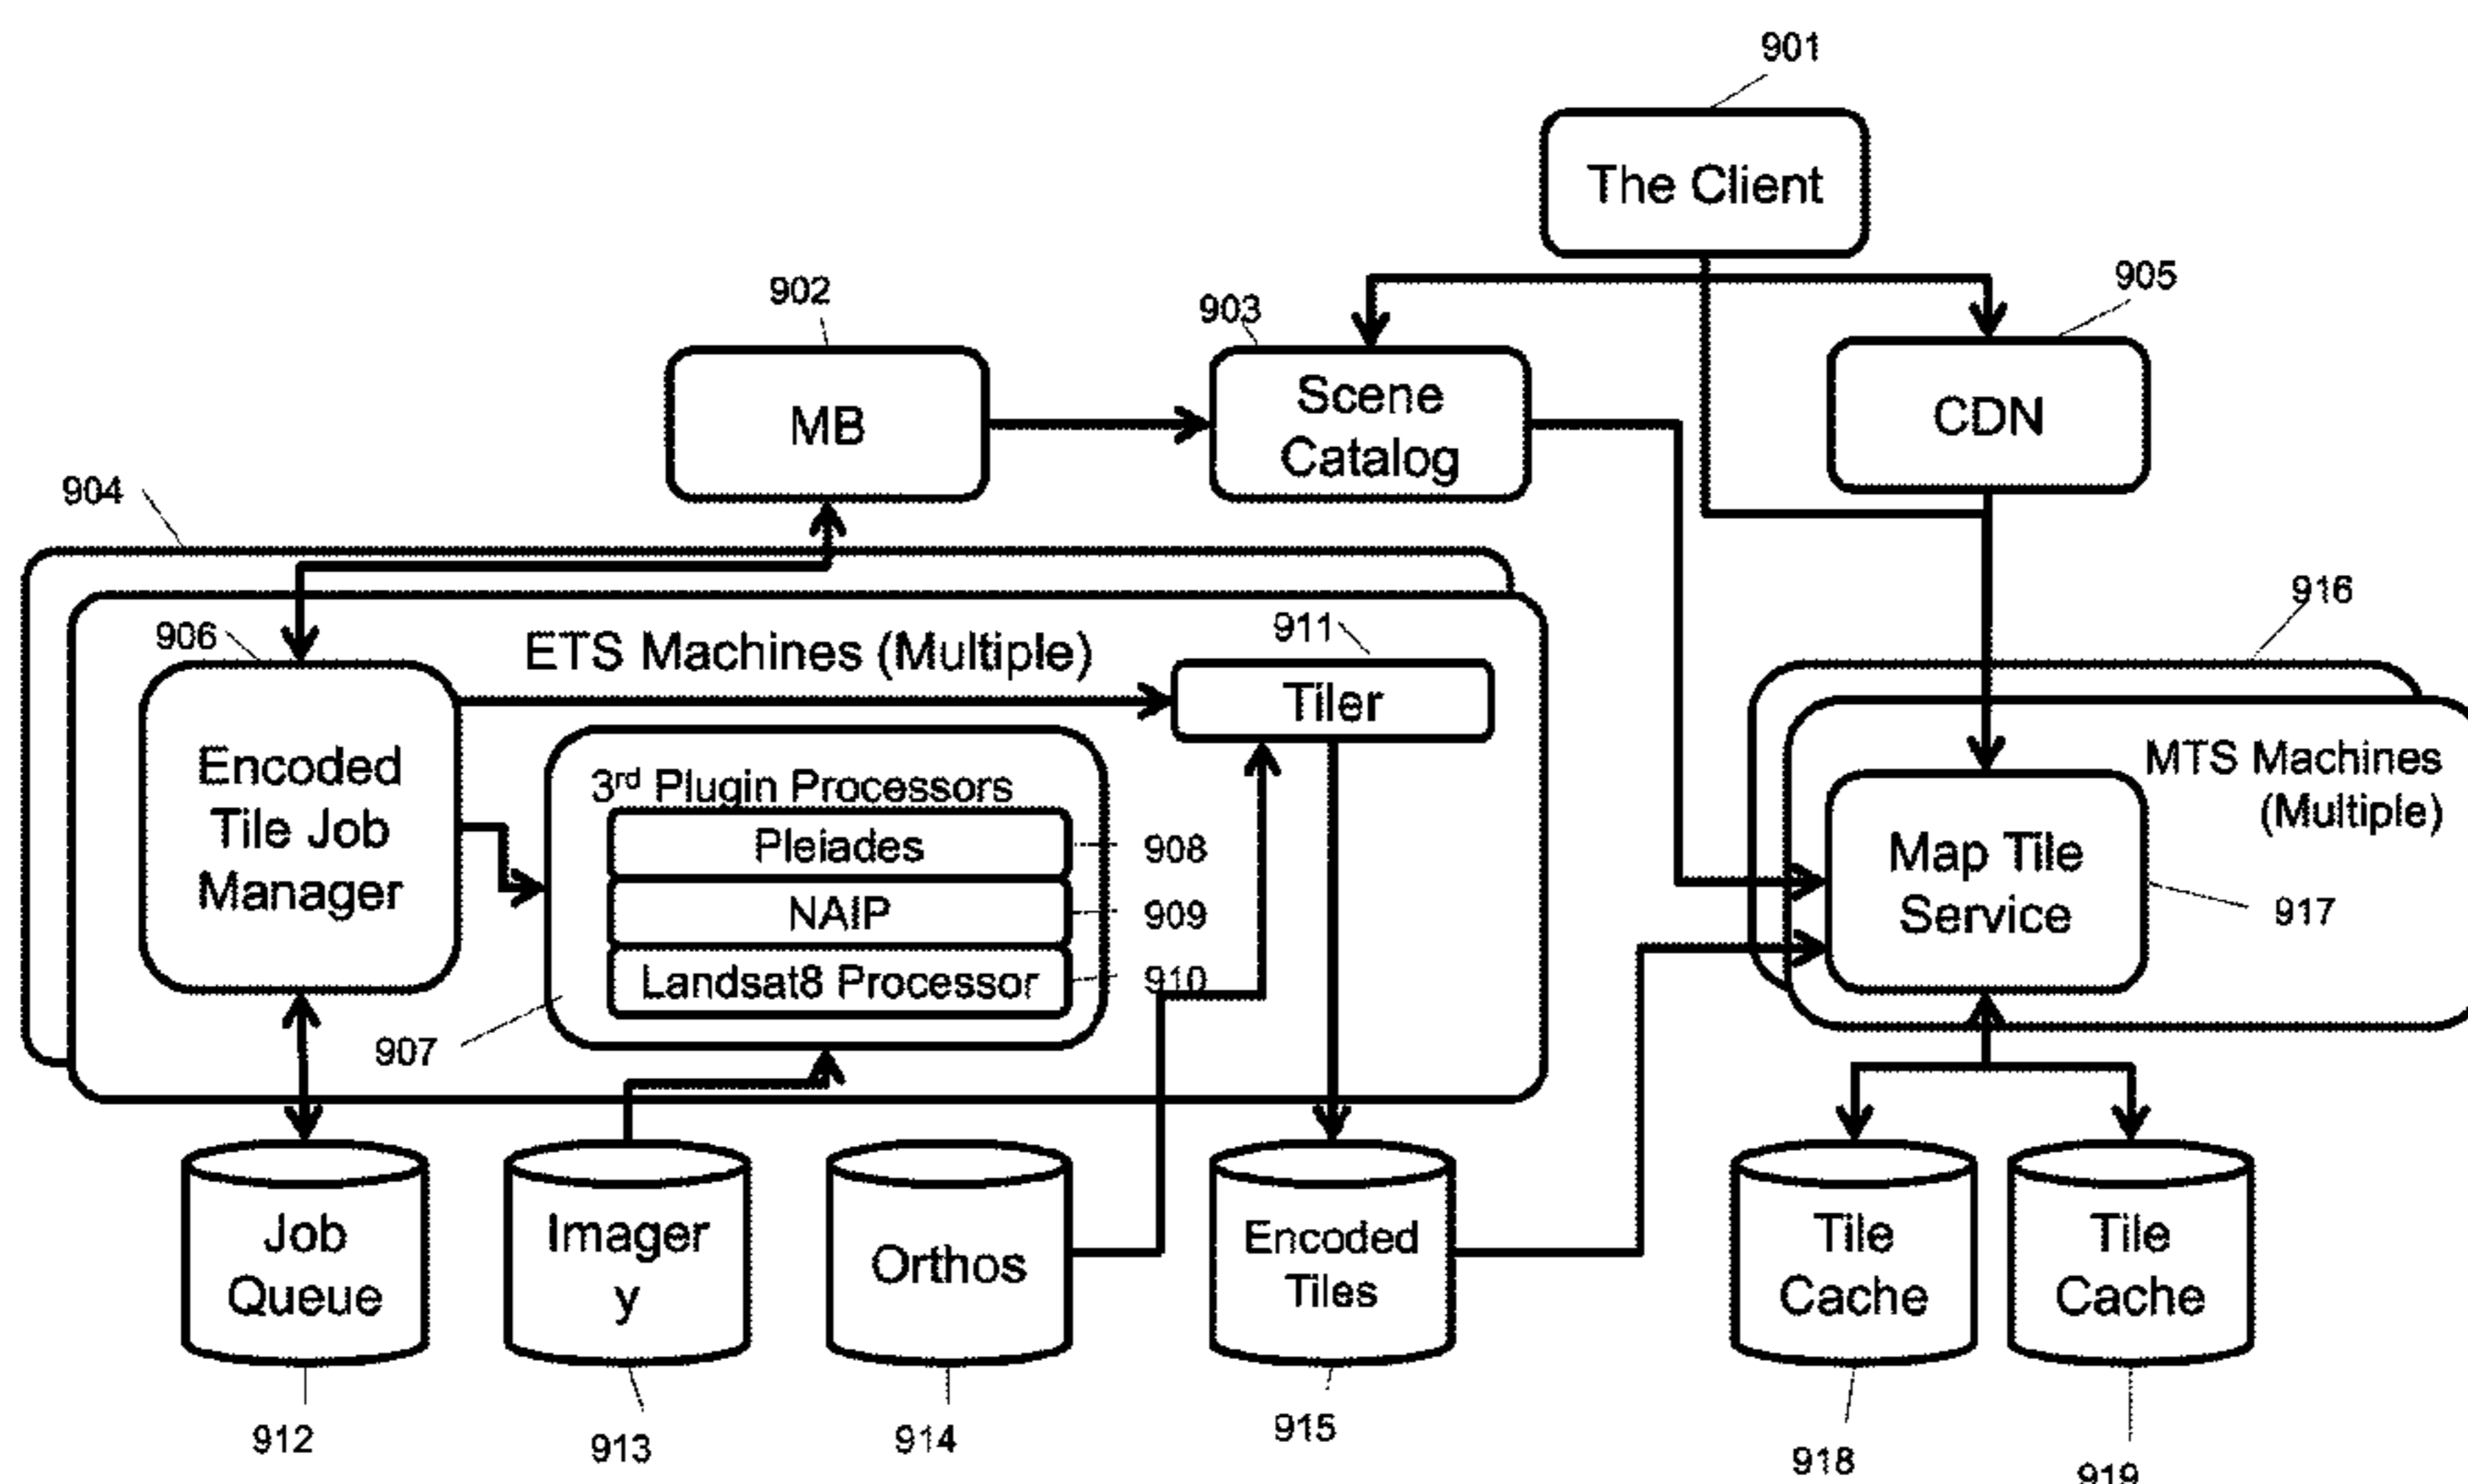 901
The Client
902
903
905
MB
Scene
Catalog
CDN
904
916
906
ETS Machines (Multiple)
911
Tiler
Encoded
Tile Job
Manager
3rd Plugin Processors
Pleiades
908
NAIP
909
Landsat8 Processor
910
907
MTS Machines
(Multiple)
Map Tile
Service
917
Job
Queue
Imager
y
Orthos
Encoded
Tiles
Tile
Cache
Tile
Cache
912
913
914
915
918
919